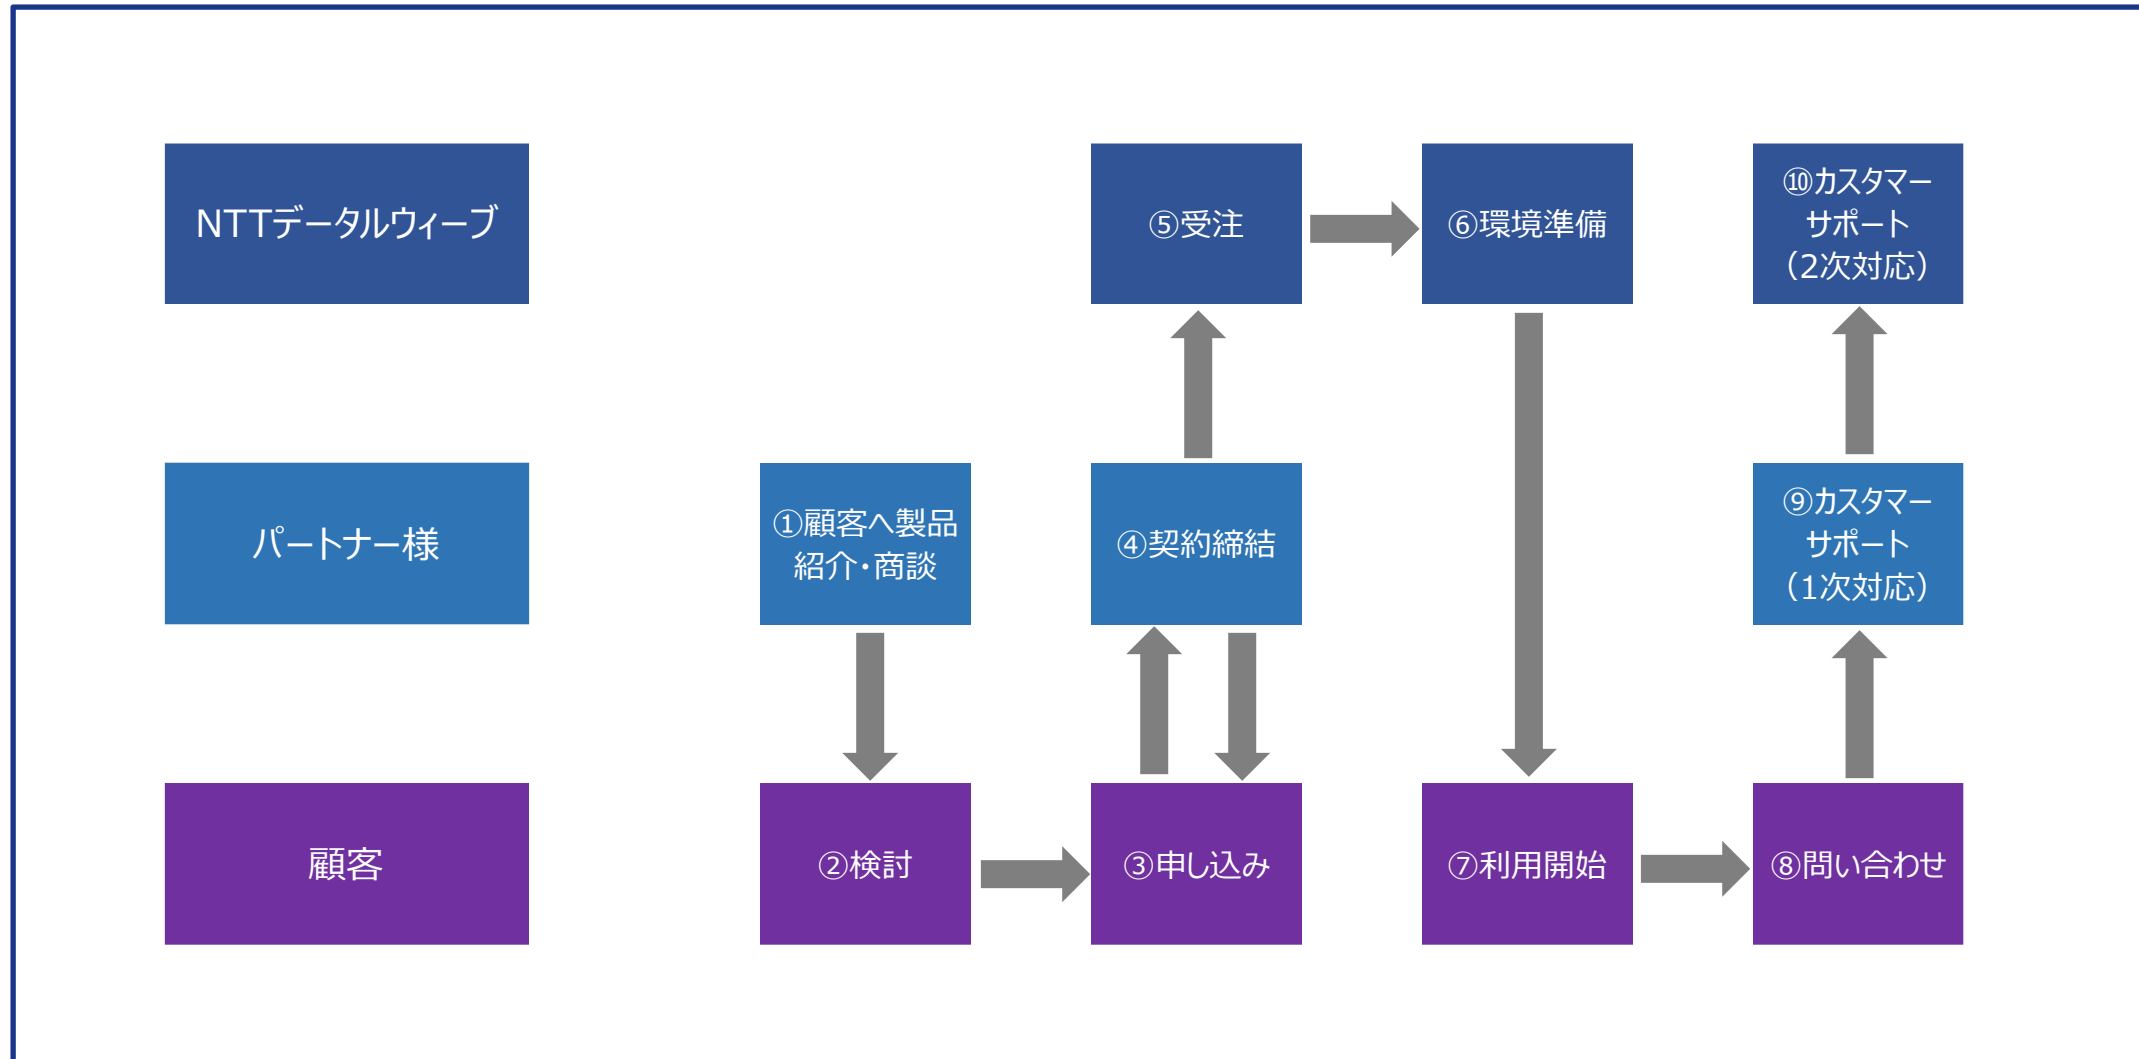 NTTデータルウィーブ
⑤受注
⑥環境準備
⑩カスタマー
サポート
（2次対応）
パートナー様
①顧客へ製品
紹介・商談
④契約締結
⑨カスタマー
サポート
（1次対応）
顧客
②検討
③申し込み
⑦利用開始
⑧問い合わせ